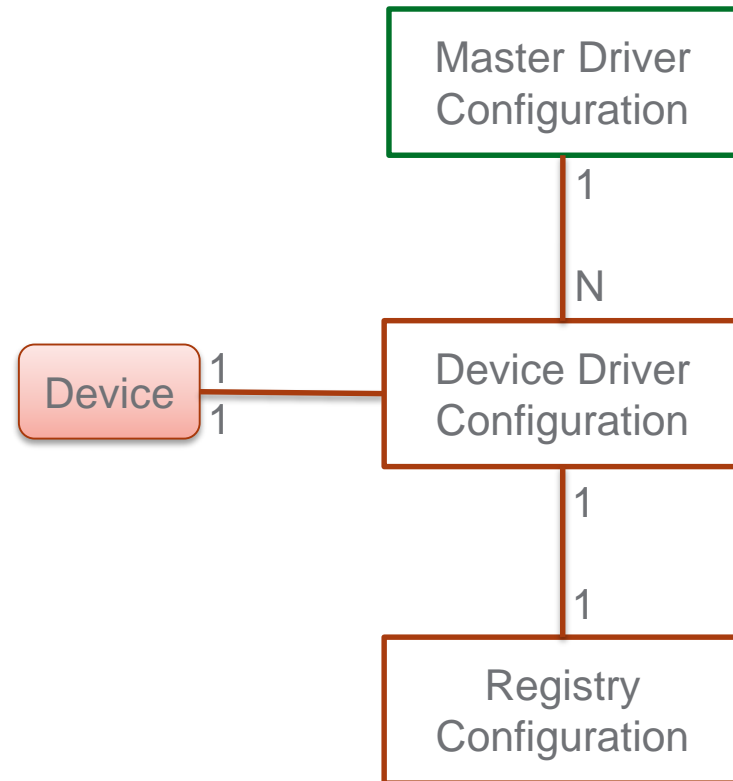 Master Driver
Configuration
1
N
Device
1
1
Device Driver
Configuration
1
1
Registry
Configuration